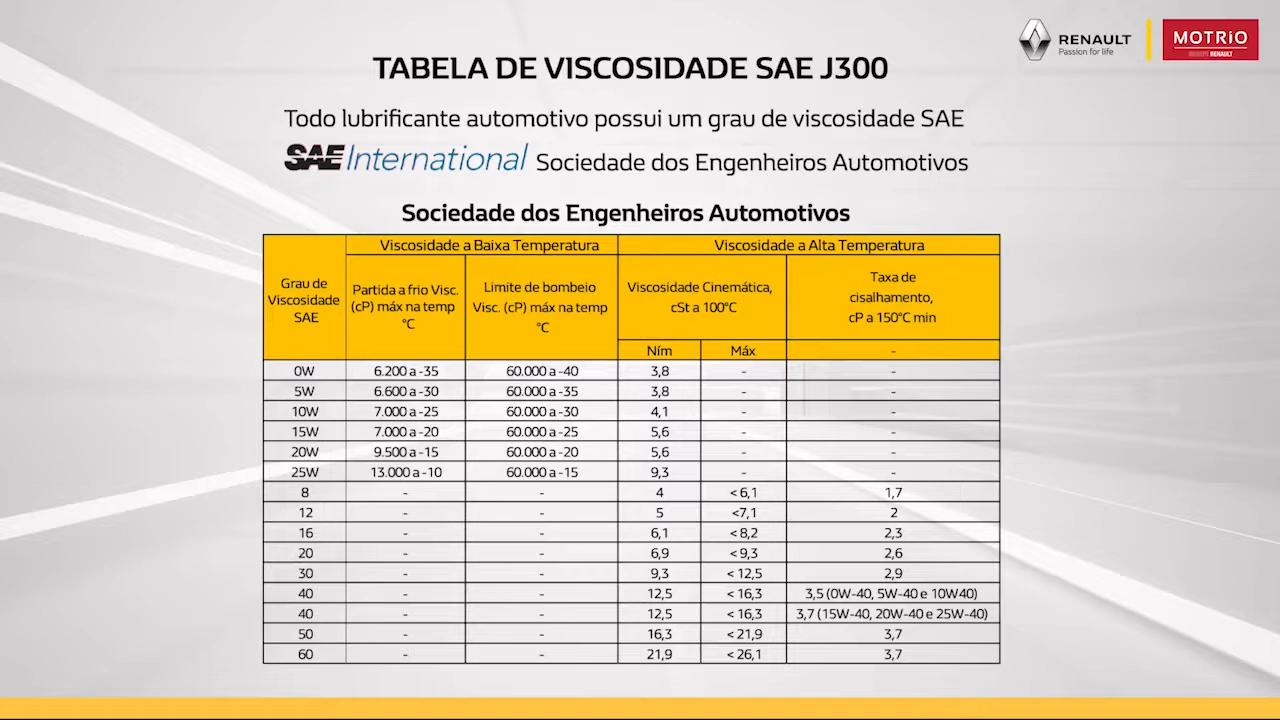 RENAULT
Passion for life
MOTRiO
GROUPE RENAULT
TABELA DE VISCOSIDADE SAE J300
Todo lubrificante automotivo possui um grau de viscosidade SAE
SAE International Sociedade dos Engenheiros Automotivos
Sociedade dos Engenheiros Automotivos
Viscosidade a Baixa Temperatura Viscosidade a Alta Temperatura
Grau de
Viscosidade
SAE
Partida a frio Visc.
(cP) máx na temp
°C
Limite de bombeio
Visc. (cP) máx na temp
°C
Viscosidade Cinemática,
cSt a 100°C
Taxa de
cisalhamento,
cP a 150°C min
Ním Máx -
0W 6.200 a -35 60.000 a -40 3,8 - -
5W 6.600 a -30 60.000 a -35 3,8 - -
10W 7.000 a -25 60.000 a -30 4,1 - -
15W 7.000 a -20 60.000 a -25 5,6 - -
20W 9.500 a -15 60.000 a -20 5,6 - -
25W 13.000 a -10 60.000 a -15 9,3 - -
8 - - 4 < 6,1 1,7
12 - - 5 <7,1 2
16 - - 6,1 < 8,2 2,3
20 - - 6,9 < 9,3 2,6
30 - - 9,3 < 12,5 2,9
40 - - 12,5 < 16,3 3,5 (0W-40, 5W-40 e 10W40)
40 - - 12,5 < 16,3 3,7 (15W-40, 20W-40 e 25W-40)
50 - - 16,3 < 21,9 3,7
60 - - 21,9 < 26,1 3,7